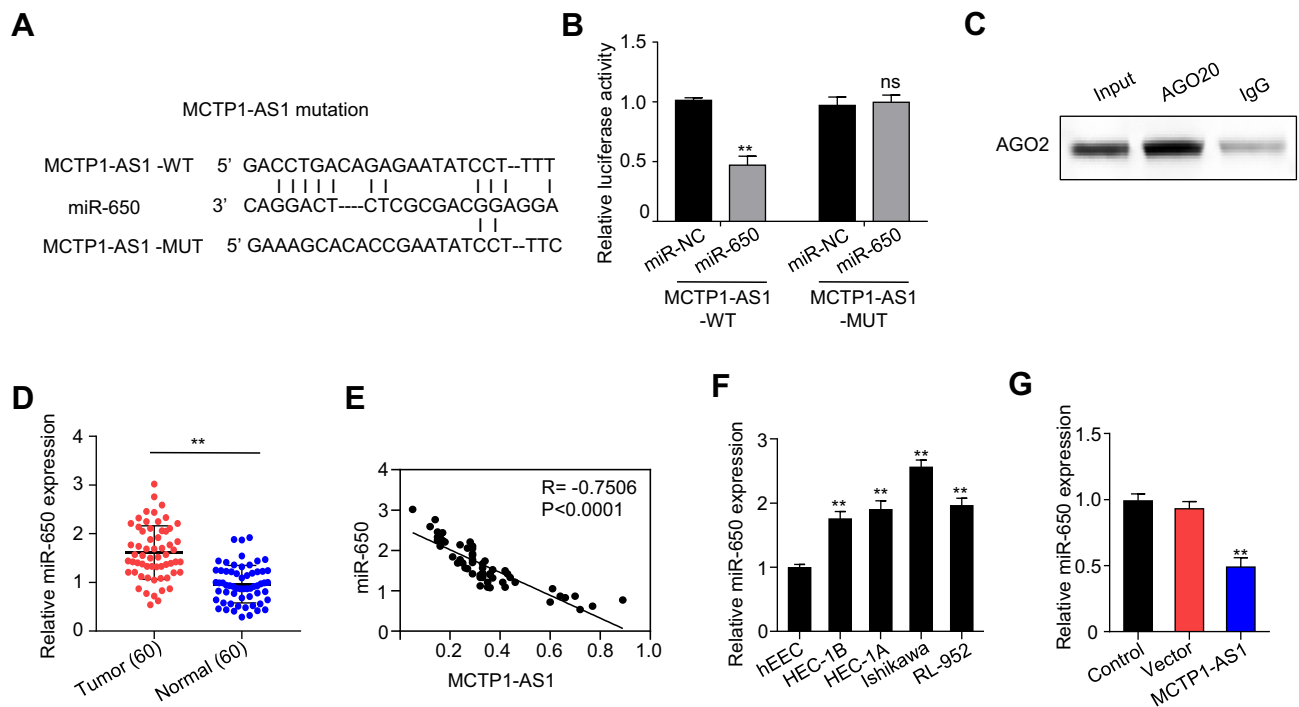 A
MCTP1-AS1 mutation
MCTP1-AS1 -WT 5’ GACCTGACAGAGAATATCCT--TTT
miR-650 3’ CAGGACT----CTCGCGACGGAGGA
MCTP1-AS1 -MUT 5’ GAAAGCACACCGAATATCCT--TTC
B
Relative luciferase activity
1.5
1.0
0.5
0
**
ns
miR-NC
miR-650
miR-NC
miR-650
MCTP1-AS1
-WT
MCTP1-AS1
-MUT
C
Input AGO20 IgG
AGO2
D
Relative miR-650 expression
4
3
2
1
0
**
Tumor (60)
Normal (60)
E
miR-650
4
3
2
1
0
R= -0.7506
P<0.0001
0.2 0.4 0.6 0.8 1.0
MCTP1-AS1
F
Relative miR-650 expression
3
2
1
0
**
**
**
**
hEEC
HEC-1B
HEC-1A
Ishikawa
RL-952
G
Relative miR-650 expression
1.5
1.0
0.5
0
**
Control
Vector
MCTP1-AS1